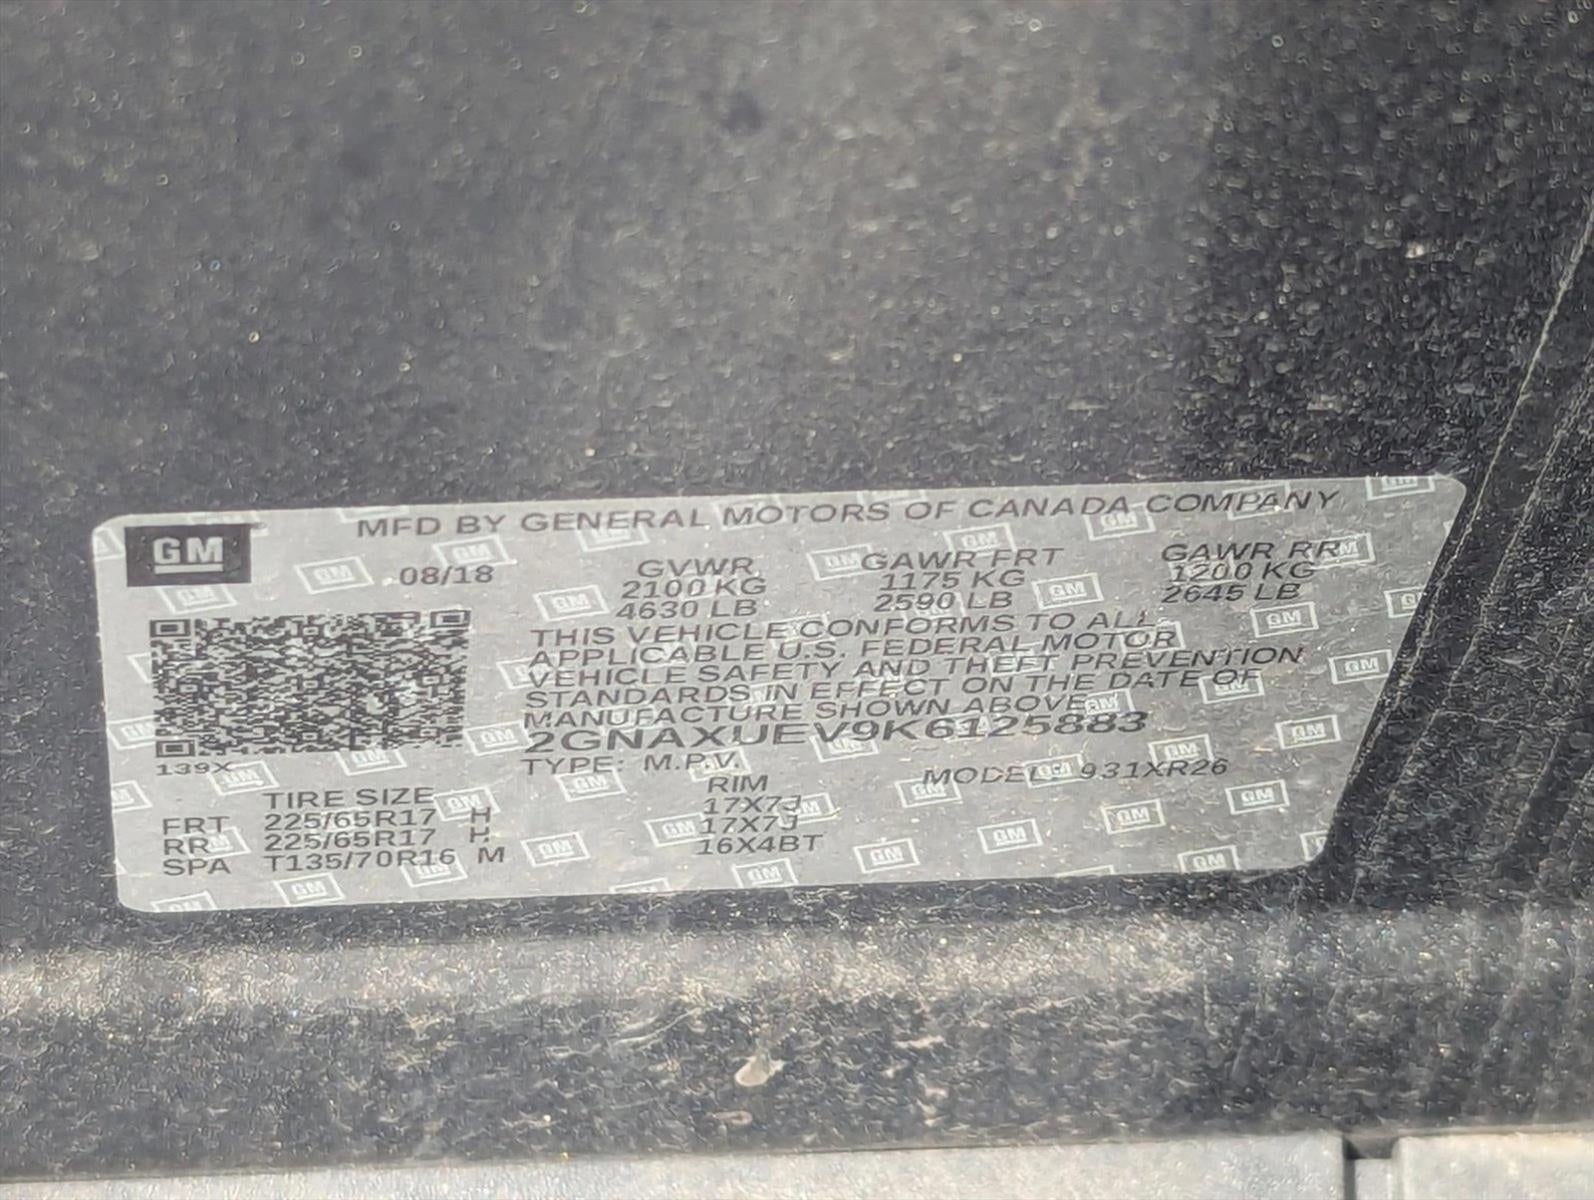 MFD BY GENERAL MOTORS OF CANADA COMPANY
GM
08/18
GVWR GAWR FRT GAWR RR
2100 KG 1175 KG 1200 KG
4630 LB 2590 LB 2645 LB
THIS VEHICLE CONFORMS TO ALL
APPLICABLE U.S. FEDERAL MOTOR
VEHICLE SAFETY AND THEFT PREVENTION
STANDARDS IN EFFECT ON THE DATE OF
MANUFACTURE SHOWN ABOVE.
2GNAXUEV9K6125883
139X
TYPE: M.P.V. MODEL: 931XR26
TIRE SIZE RIM
FRT 225/65R17 H 17X7J
RR 225/65R17 H 17X7J
SPA T135/70R16 M 16X4BT